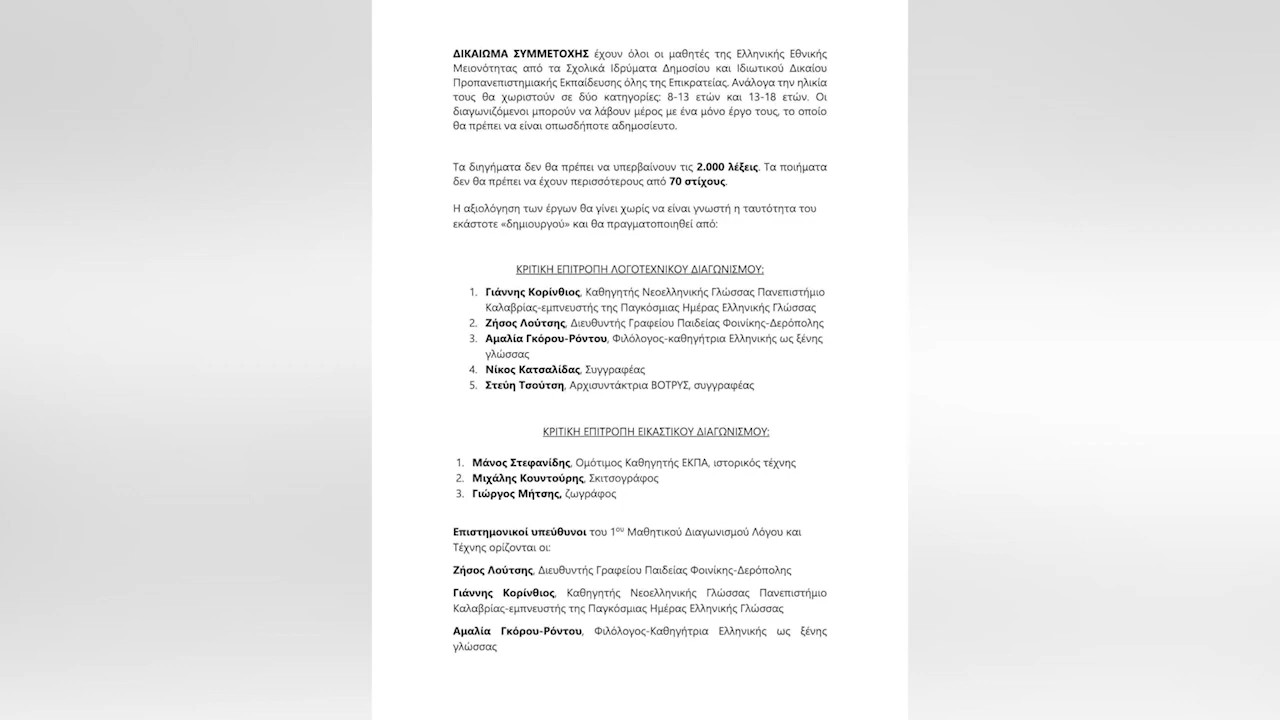 ΔΙΚΑΙΩΜΑ ΣΥΜΜΕΤΟΧΗΣ έχουν όλοι οι μαθητές της Ελληνικής Εθνικής
Μειονότητας από τα Σχολικά Ιδρύματα Δημοσίου και Ιδιωτικού Δικαίου
Προπανεπιστημιακής Εκπαίδευσης όλης της Επικρατείας. Ανάλογα την ηλικία
τους θα χωριστούν σε δύο κατηγορίες: 8-13 ετών και 13-18 ετών. Οι
διαγωνιζόμενοι μπορούν να λάβουν μέρος με ένα μόνο έργο τους, το οποίο
θα πρέπει να είναι οπωσδήποτε αδημοσίευτο.
Τα διηγήματα δεν θα πρέπει να υπερβαίνουν τις 2.000 λέξεις. Τα ποιήματα
δεν θα πρέπει να έχουν περισσότερους από 70 στίχους.
Η αξιολόγηση των έργων θα γίνει χωρίς να είναι γνωστή η ταυτότητα του
εκάστοτε «δημιουργού» και θα πραγματοποιηθεί από:
ΚΡΙΤΙΚΗ ΕΠΙΤΡΟΠΗ ΛΟΓΟΤΕΧΝΙΚΟΥ ΔΙΑΓΩΝΙΣΜΟΥ:
1. Γιάννης Κορίνθιος, Καθηγητής Νεοελληνικής Γλώσσας Πανεπιστήμιο
Καλαβρίας-εμπνευστής της Παγκόσμιας Ημέρας Ελληνικής Γλώσσας
2. Ζήσος Λούτσης, Διευθυντής Γραφείου Παιδείας Φοινίκης-Δερόπολης
3. Αμαλία Γκόρου-Ρόντου, Φιλόλογος-καθηγήτρια Ελληνικής ως ξένης
γλώσσας
4. Νίκος Κατσαλίδας, Συγγραφέας
5. Στεύη Τσούτση, Αρχισυντάκτρια ΒΟΤΡΥΣ, συγγραφέας
ΚΡΙΤΙΚΗ ΕΠΙΤΡΟΠΗ ΕΙΚΑΣΤΙΚΟΥ ΔΙΑΓΩΝΙΣΜΟΥ:
1. Μάνος Στεφανίδης, Ομότιμος Καθηγητής ΕΚΠΑ, ιστορικός τέχνης
2. Μιχάλης Κουντούρης, Σκιτσογράφος
3. Γιώργος Μήτσης, ζωγράφος
Επιστημονικοί υπεύθυνοι του 1ου Μαθητικού Διαγωνισμού Λόγου και
Τέχνης ορίζονται οι:
Ζήσος Λούτσης, Διευθυντής Γραφείου Παιδείας Φοινίκης-Δερόπολης
Γιάννης Κορίνθιος, Καθηγητής Νεοελληνικής Γλώσσας Πανεπιστήμιο
Καλαβρίας-εμπνευστής της Παγκόσμιας Ημέρας Ελληνικής Γλώσσας
Αμαλία Γκόρου-Ρόντου, Φιλόλογος-Καθηγήτρια Ελληνικής ως ξένης
γλώσσας